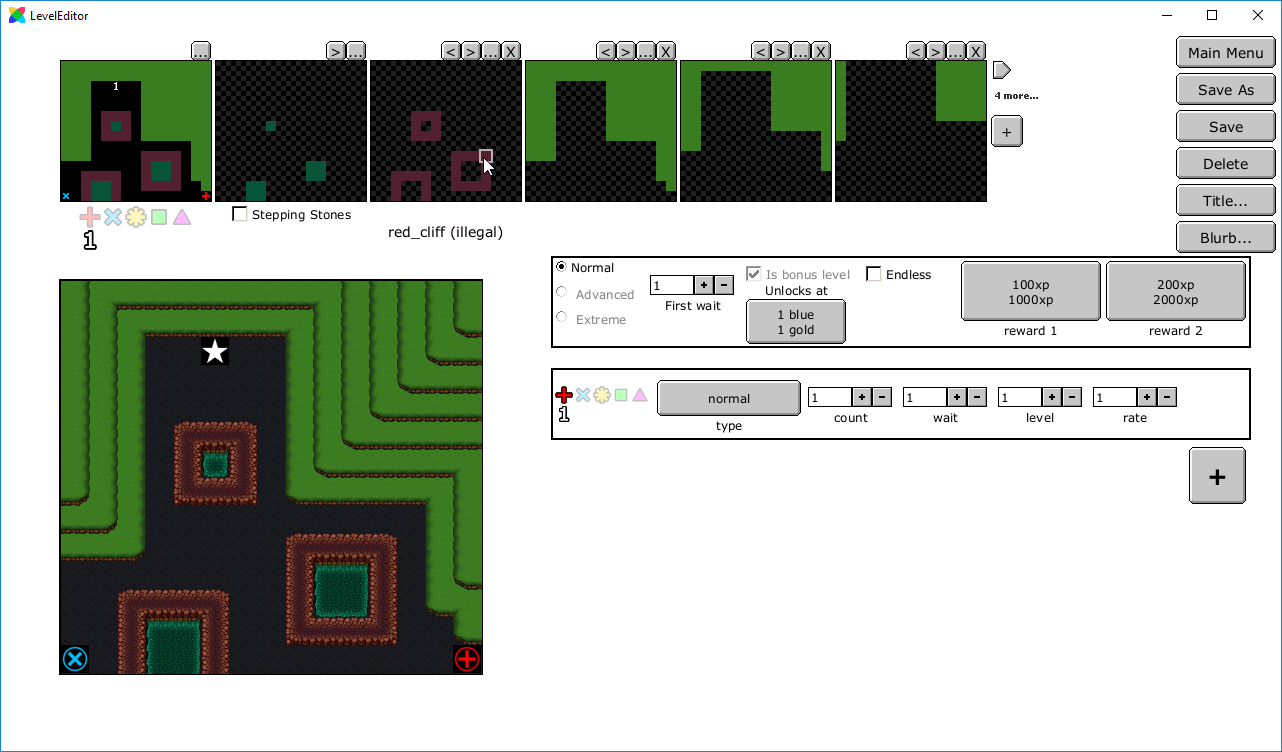 LevelEditor
...
> ...
< > ... X
< > ... X
< > ... X
< > ... X
4 more...
+
Main Menu
Save As
Save
Delete
Title...
Blurb...
1
1
Stepping Stones
red_cliff (illegal)
Normal
Advanced
Extreme
1 + −
First wait
Is bonus level
Unlocks at
1 blue
1 gold
Endless
100xp
1000xp
reward 1
200xp
2000xp
reward 2
1
normal
type
1 + −
count
1 + −
wait
1 + −
level
1 + −
rate
+